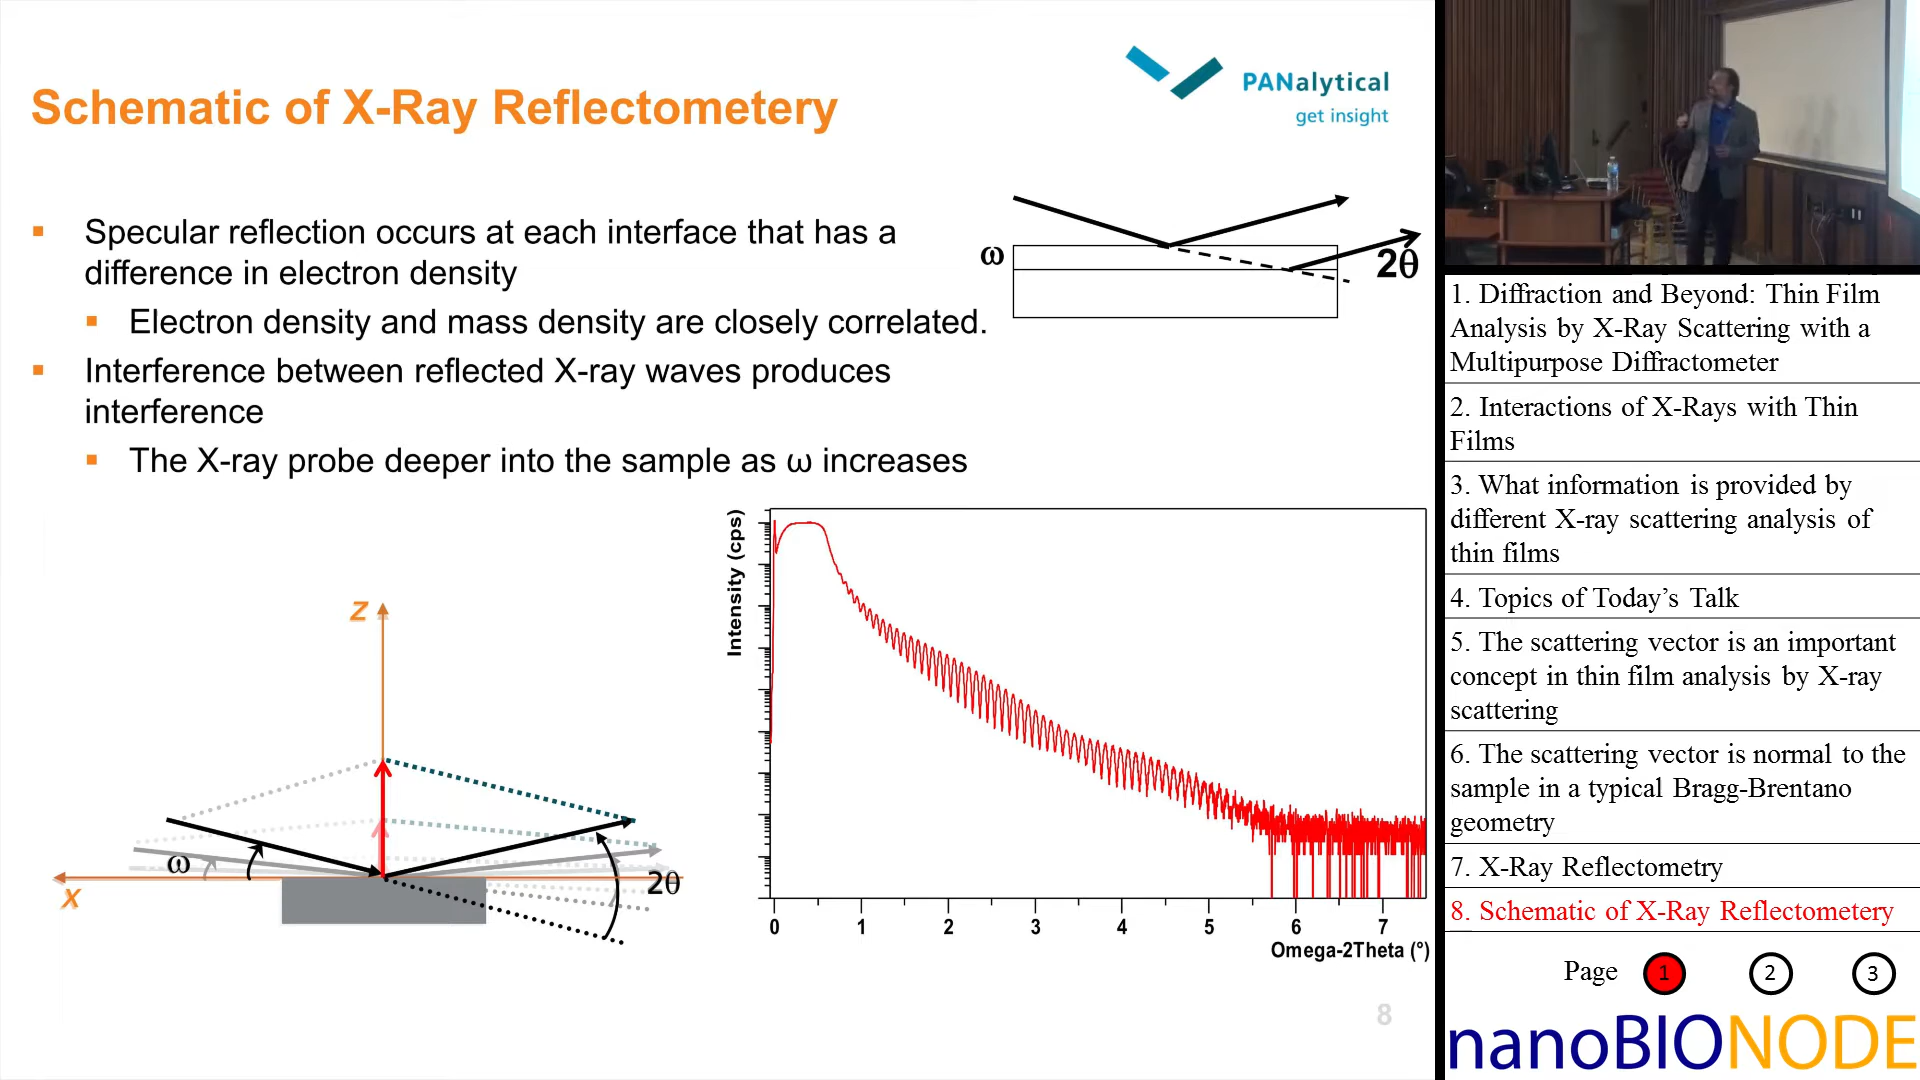 Schematic of X-Ray Reflectometery
PANalytical
get insight
▪ Specular reflection occurs at each interface that has a
difference in electron density
▪ Electron density and mass density are closely correlated.
▪ Interference between reflected X-ray waves produces
interference
▪ The X-ray probe deeper into the sample as ω increases
ω
2θ
Z
ω
2θ
X
Intensity (cps)
0 1 2 3 4 5 6 7
Omega-2Theta (°)
8
1. Diffraction and Beyond: Thin Film
Analysis by X-Ray Scattering with a
Multipurpose Diffractometer
2. Interactions of X-Rays with Thin
Films
3. What information is provided by
different X-ray scattering analysis of
thin films
4. Topics of Today’s Talk
5. The scattering vector is an important
concept in thin film analysis by X-ray
scattering
6. The scattering vector is normal to the
sample in a typical Bragg-Brentano
geometry
7. X-Ray Reflectometry
8. Schematic of X-Ray Reflectometery
Page 1 2 3
nanoBIONODE